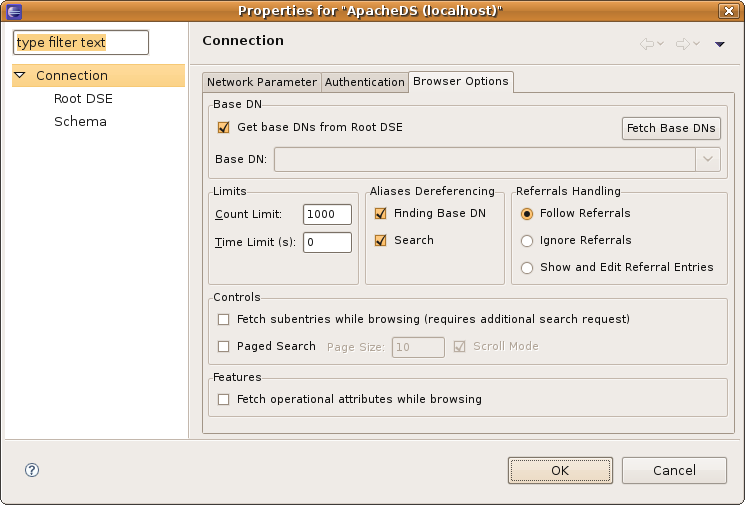 Properties for "ApacheDS (localhost)"
type filter text
Connection
Root DSE
Schema
Connection
Network Parameter Authentication Browser Options
Base DN
Get base DNs from Root DSE Fetch Base DNs
Base DN:
Limits Aliases Dereferencing Referrals Handling
Count Limit: 1000 Finding Base DN Follow Referrals
Time Limit (s): 0 Search Ignore Referrals
Show and Edit Referral Entries
Controls
Fetch subentries while browsing (requires additional search request)
Paged Search Page Size: 10 Scroll Mode
Features
Fetch operational attributes while browsing
? OK Cancel